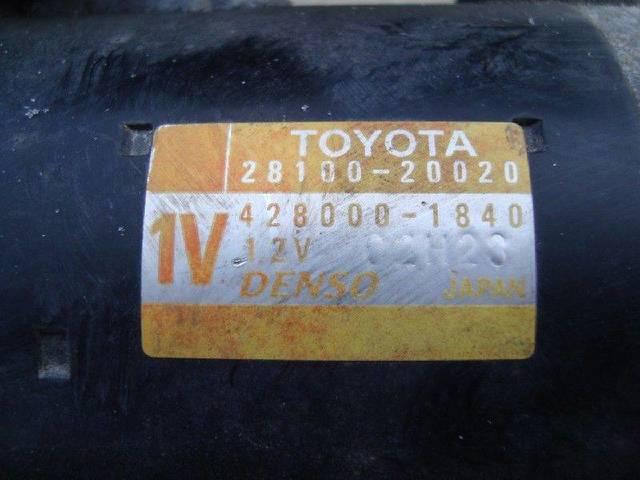 TOYOTA
28100-20020
1V
428000-1840
12V
DENSO JAPAN